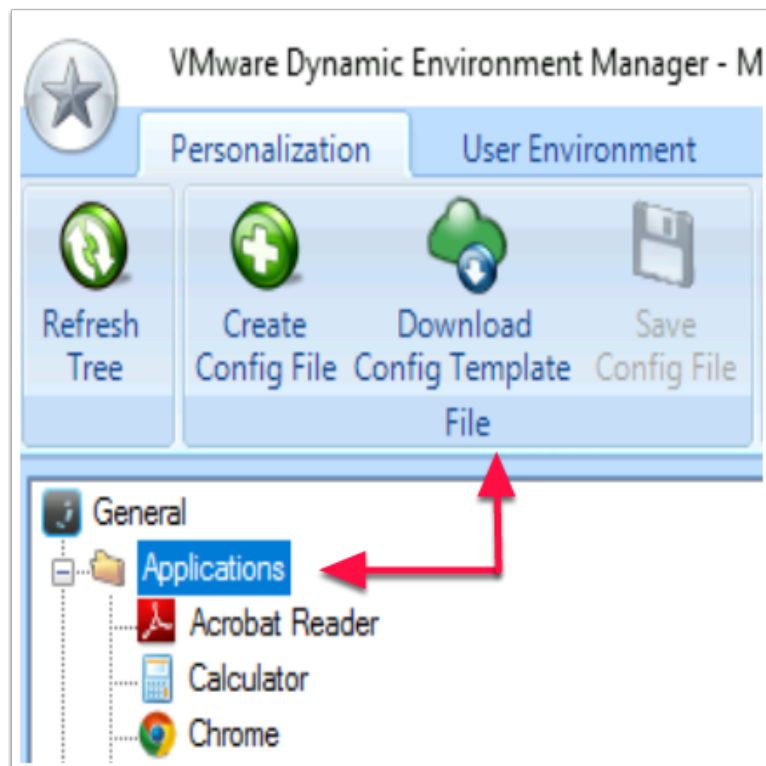 VMware Dynamic Environment Manager - M
Personalization User Environment
Refresh Tree
Create Config File
Download Config Template
Save Config File
File
General
Applications
Acrobat Reader
Calculator
Chrome